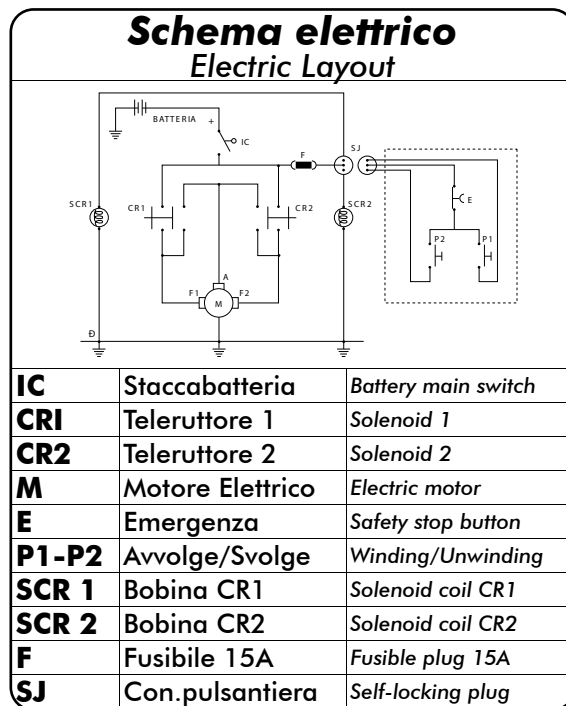 Schema elettrico
Electric Layout
BATTERIA +
IC
F
SJ
SCR1
CR1
CR2
SCR2
E
P2 P1
A
F1 F2
M
Đ
IC Staccabatteria Battery main switch
CRI Teleruttore 1 Solenoid 1
CR2 Teleruttore 2 Solenoid 2
M Motore Elettrico Electric motor
E Emergenza Safety stop button
P1-P2 Avvolge/Svolge Winding/Unwinding
SCR 1 Bobina CR1 Solenoid coil CR1
SCR 2 Bobina CR2 Solenoid coil CR2
F Fusibile 15A Fusible plug 15A
SJ Con.pulsantiera Self-locking plug